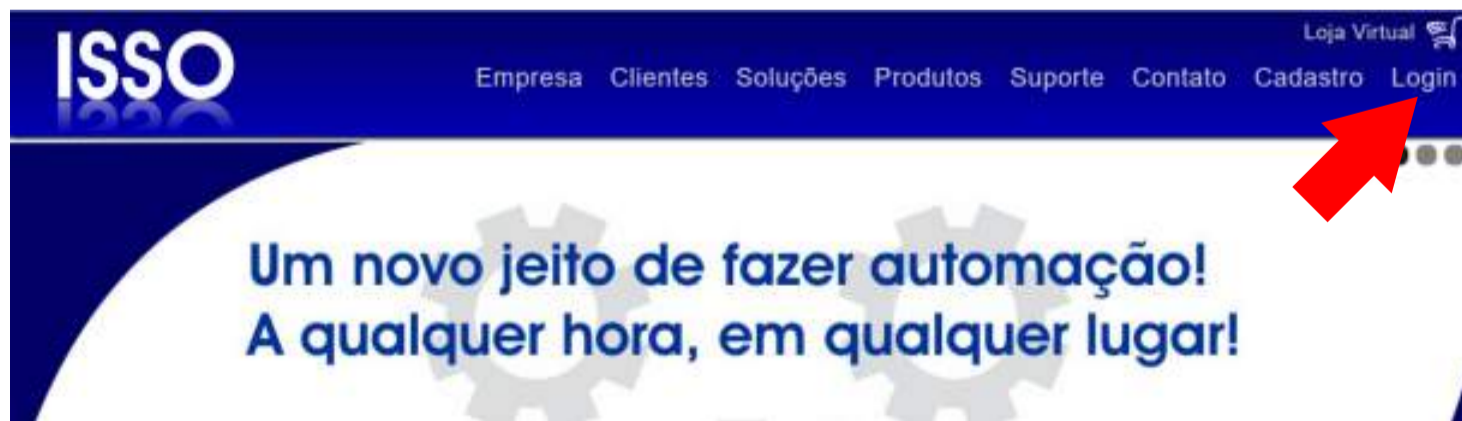 Loja Virtual
ISSO
Empresa Clientes Soluções Produtos Suporte Contato Cadastro Login
Um novo jeito de fazer automação!
A qualquer hora, em qualquer lugar!